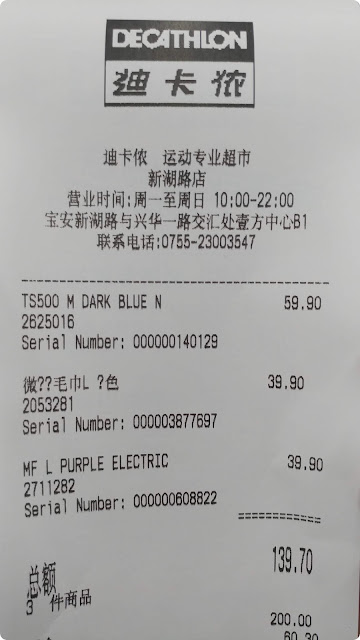 DECATHLON
迪卡侬
迪卡侬 运动专业超市
新湖路店
营业时间:周一至周日 10:00-22:00
宝安新湖路与兴华一路交汇处壹方中心B1
联系电话:0755-23003547
TS500 M DARK BLUE N 59.90
2625016
Serial Number: 000000140129
微??毛巾L ?色 39.90
2053281
Serial Number: 000003877697
MF L PURPLE ELECTRIC 39.90
2711282
Serial Number: 000000608822
139.70
总额
3 件商品
200.00
60.30